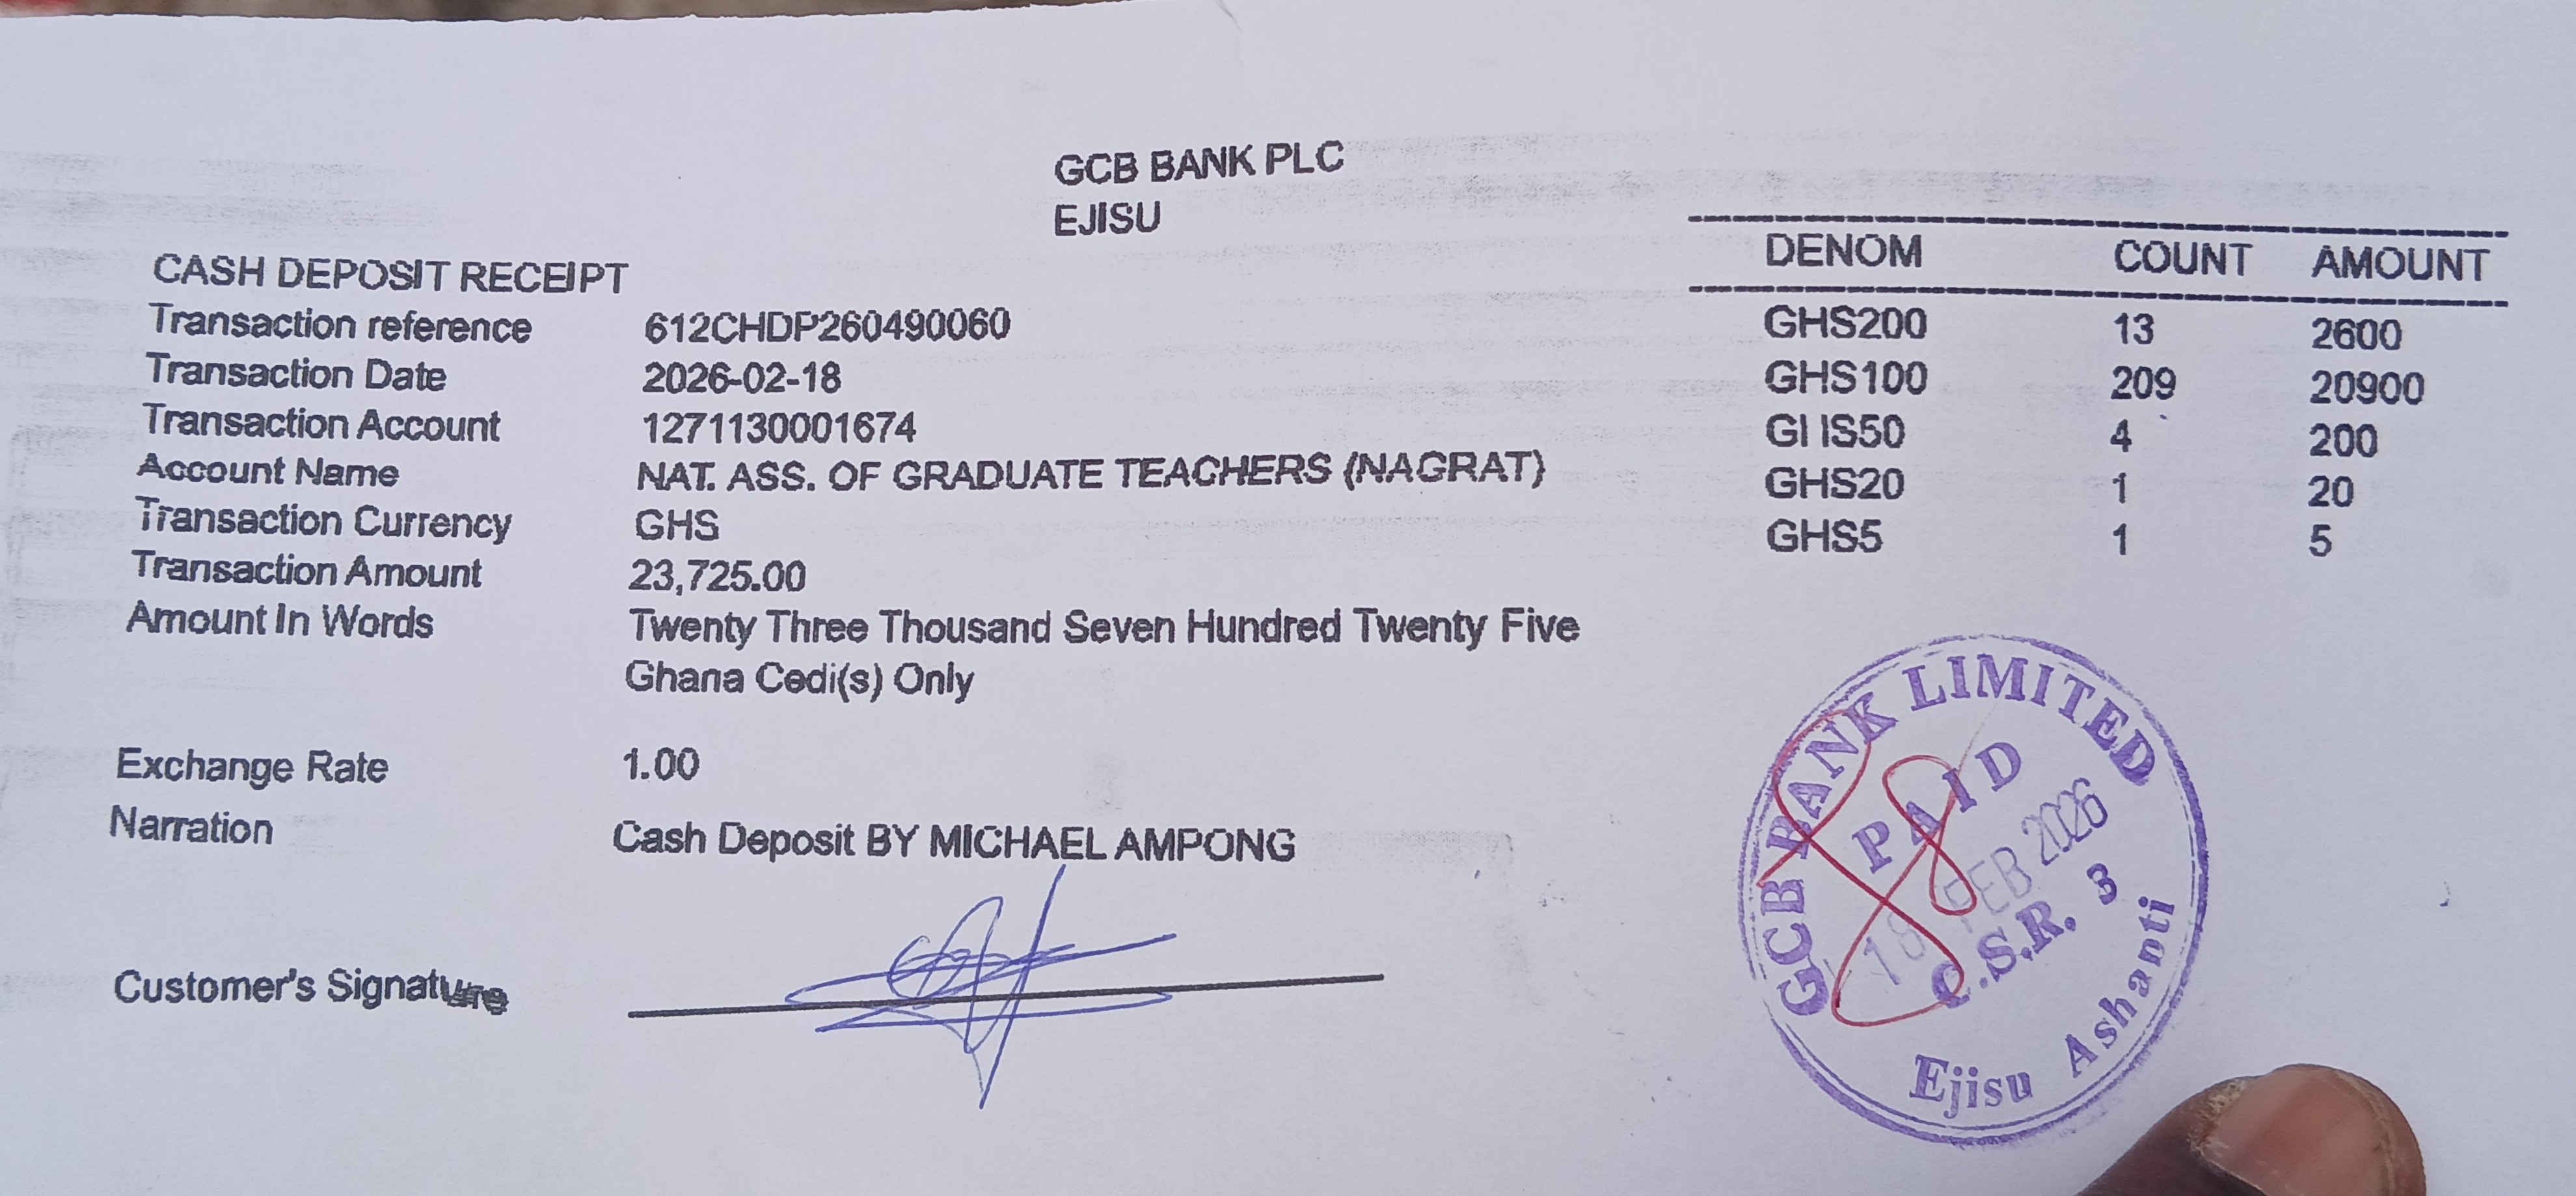 GCB BANK PLC
EJISU
CASH DEPOSIT RECEIPT
Transaction reference 612CHDP260490060
Transaction Date 2026-02-18
Transaction Account 1271130001674
Account Name NAT. ASS. OF GRADUATE TEACHERS (NAGRAT)
Transaction Currency GHS
Transaction Amount 23,725.00
Amount In Words Twenty Three Thousand Seven Hundred Twenty Five
Ghana Cedi(s) Only
Exchange Rate 1.00
Narration Cash Deposit BY MICHAEL AMPONG
Customer's Signature
DENOM COUNT AMOUNT
GHS200 13 2600
GHS100 209 20900
GHS50 4 200
GHS20 1 20
GHS5 1 5
GCB BANK LIMITED
PAID
18 FEB 2026
C.S.R. 3
Ejisu Ashanti